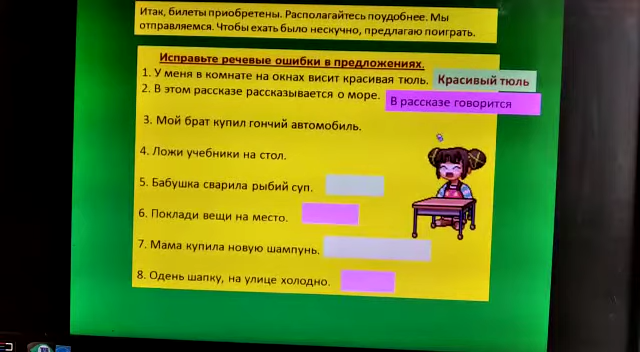 Итак, билеты приобретены. Располагайтесь поудобнее. Мы
отправляемся. Чтобы ехать было нескучно, предлагаю поиграть.
Исправьте речевые ошибки в предложениях.
1. У меня в комнате на окнах висит красивая тюль. Красивый тюль
2. В этом рассказе рассказывается о море. В рассказе говорится
3. Мой брат купил гончий автомобиль.
4. Ложи учебники на стол.
5. Бабушка сварила рыбий суп.
6. Поклади вещи на место.
7. Мама купила новую шампунь.
8. Одень шапку, на улице холодно.